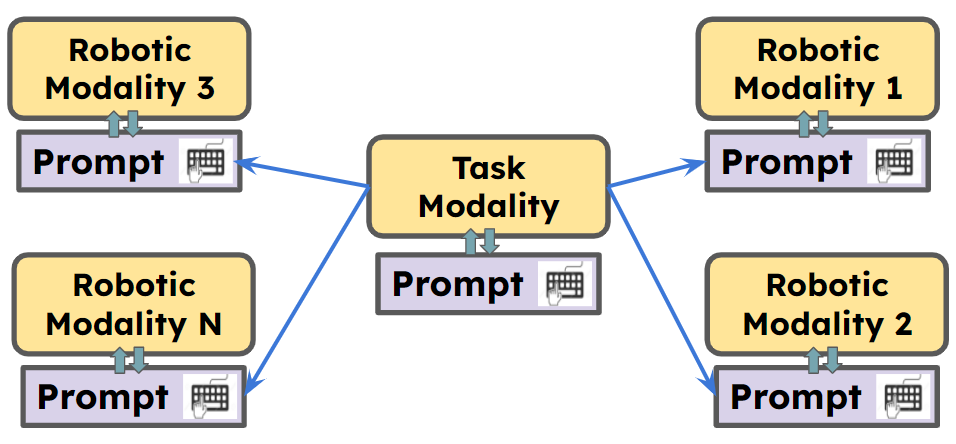 Robotic
Modality 3
Prompt
Robotic
Modality 1
Prompt
Task
Modality
Prompt
Robotic
Modality N
Prompt
Robotic
Modality 2
Prompt